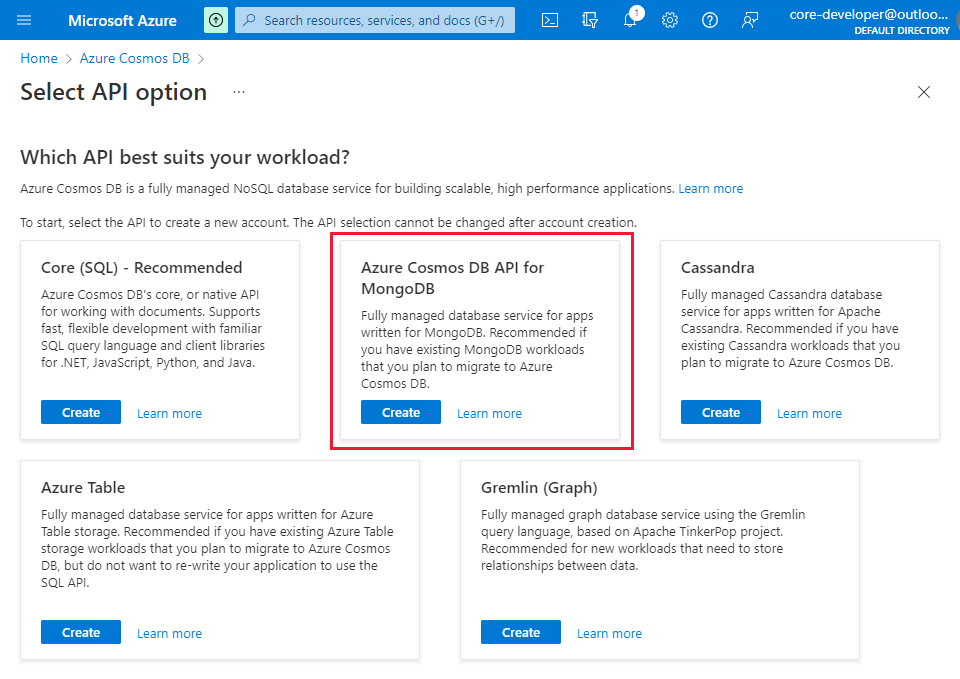 Microsoft Azure
Search resources, services, and docs (G+/)
1
core-developer@outloo...
DEFAULT DIRECTORY
Home > Azure Cosmos DB >
Select API option ...
Which API best suits your workload?
Azure Cosmos DB is a fully managed NoSQL database service for building scalable, high performance applications. Learn more
To start, select the API to create a new account. The API selection cannot be changed after account creation.
Core (SQL) - Recommended
Azure Cosmos DB's core, or native API
for working with documents. Supports
fast, flexible development with familiar
SQL query language and client libraries
for .NET, JavaScript, Python, and Java.
Create Learn more
Azure Cosmos DB API for
MongoDB
Fully managed database service for apps
written for MongoDB. Recommended if
you have existing MongoDB workloads
that you plan to migrate to Azure
Cosmos DB.
Create Learn more
Cassandra
Fully managed Cassandra database
service for apps written for Apache
Cassandra. Recommended if you have
existing Cassandra workloads that you
plan to migrate to Azure Cosmos DB.
Create Learn more
Azure Table
Fully managed database service for apps written for Azure
Table storage. Recommended if you have existing Azure Table
storage workloads that you plan to migrate to Azure Cosmos
DB, but do not want to re-write your application to use the
SQL API.
Create Learn more
Gremlin (Graph)
Fully managed graph database service using the Gremlin
query language, based on Apache TinkerPop project.
Recommended for new workloads that need to store
relationships between data.
Create Learn more